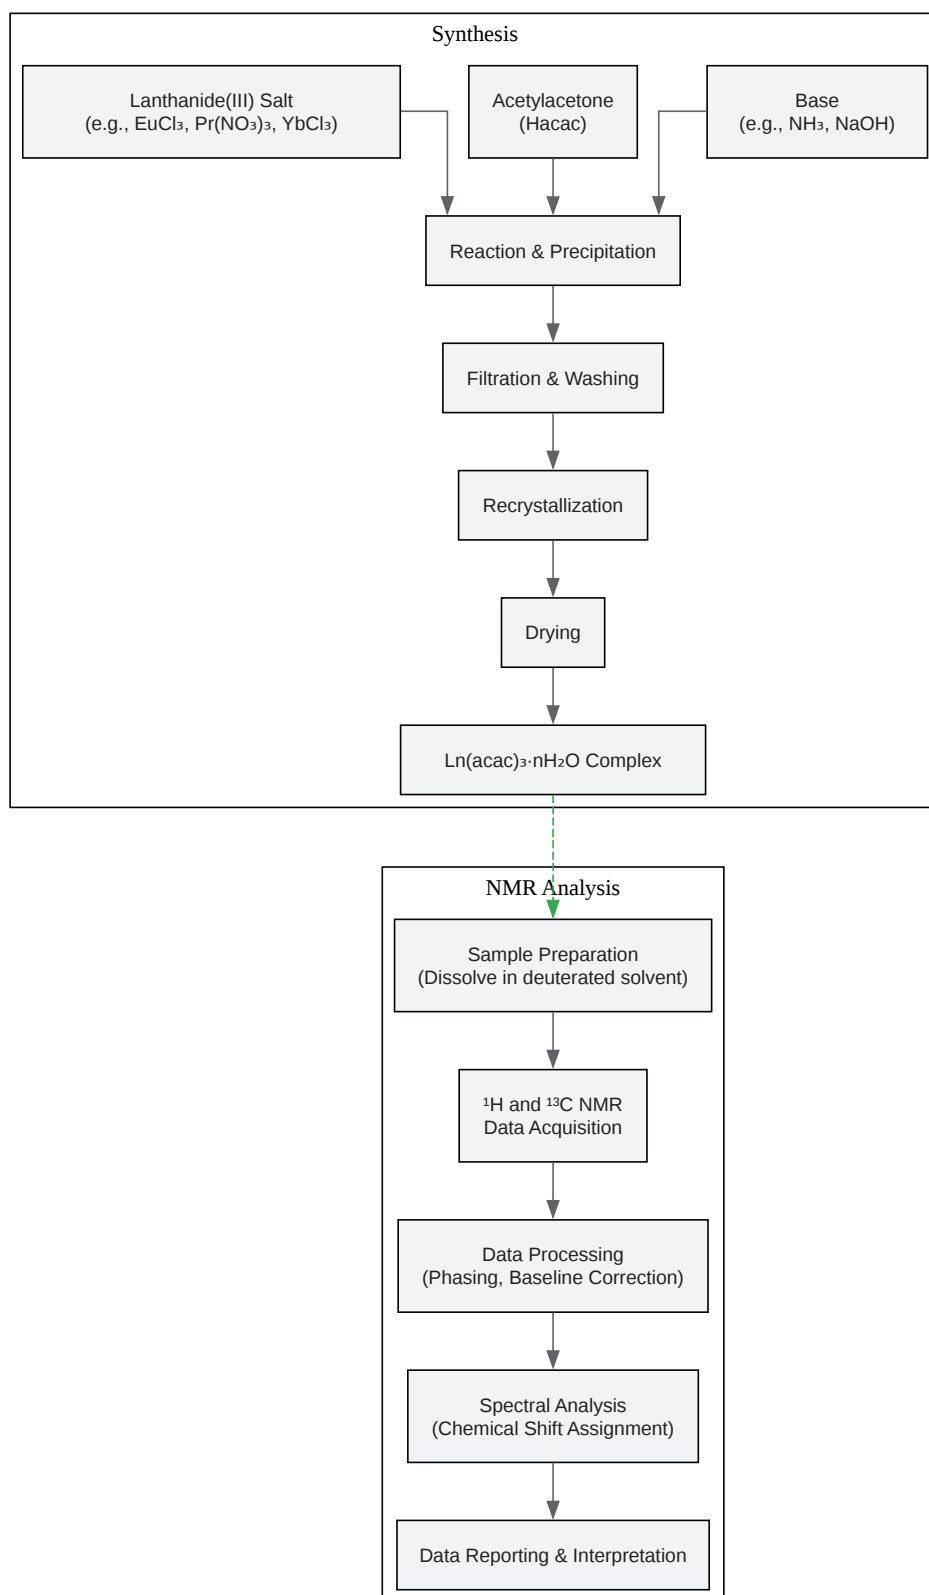 Synthesis
Lanthanide(III) Salt
(e.g., EuCl₃, Pr(NO₃)₃, YbCl₃)
Acetylacetone
(Hacac)
Base
(e.g., NH₃, NaOH)
Reaction & Precipitation
Filtration & Washing
Recrystallization
Drying
Ln(acac)₃·nH₂O Complex
NMR Analysis
Sample Preparation
(Dissolve in deuterated solvent)
¹H and ¹³C NMR
Data Acquisition
Data Processing
(Phasing, Baseline Correction)
Spectral Analysis
(Chemical Shift Assignment)
Data Reporting & Interpretation